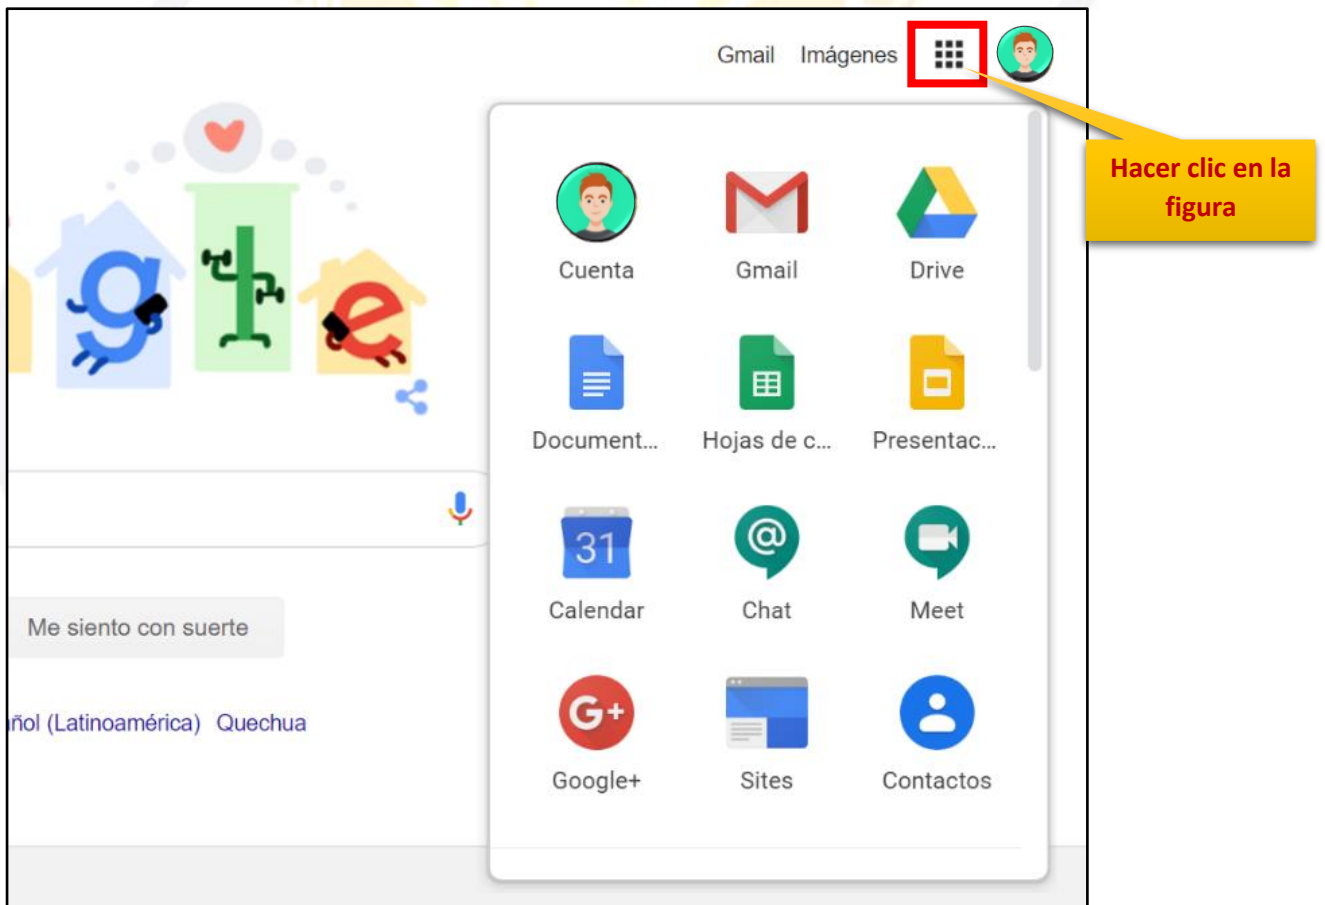 Gmail Imágenes
Hacer clic en la
figura
Cuenta Gmail Drive
Document... Hojas de c... Presentac...
31
Calendar Chat Meet
Me siento con suerte
ñol (Latinoamérica) Quechua
G+
Google+ Sites Contactos